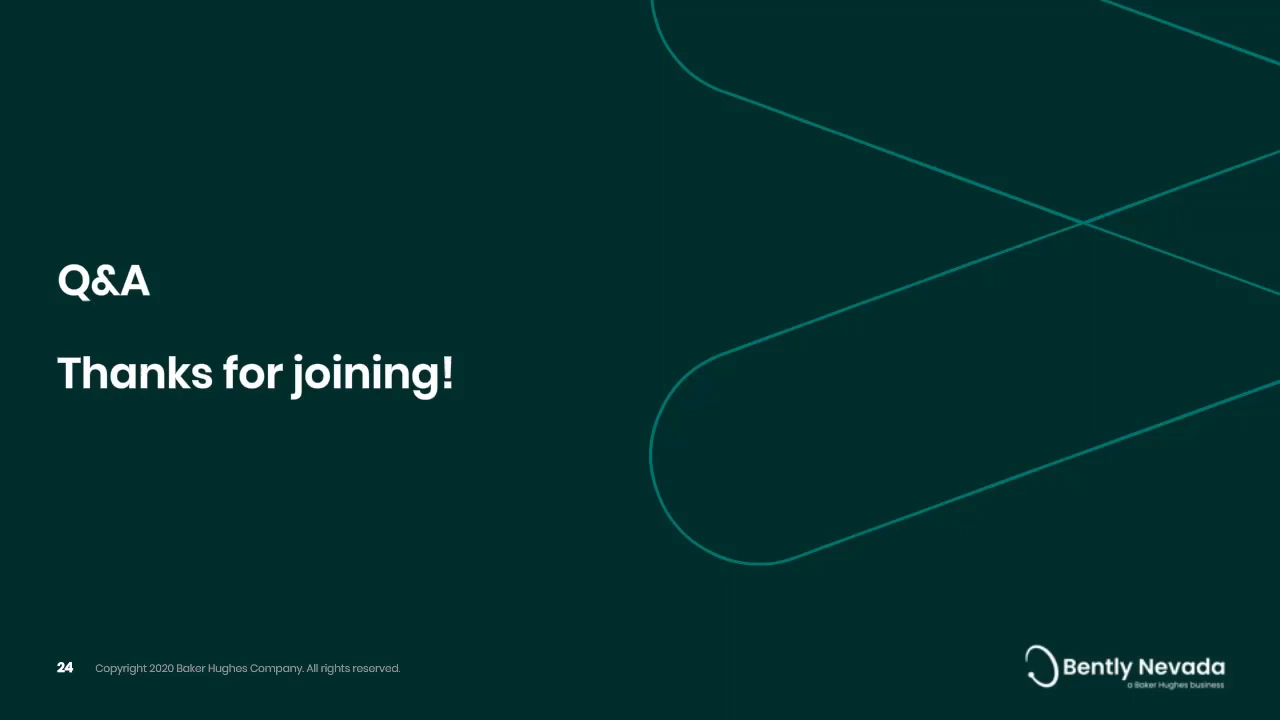 Q&A
Thanks for joining!
24 Copyright 2020 Baker Hughes Company. All rights reserved.
Bently Nevada
a Baker Hughes business